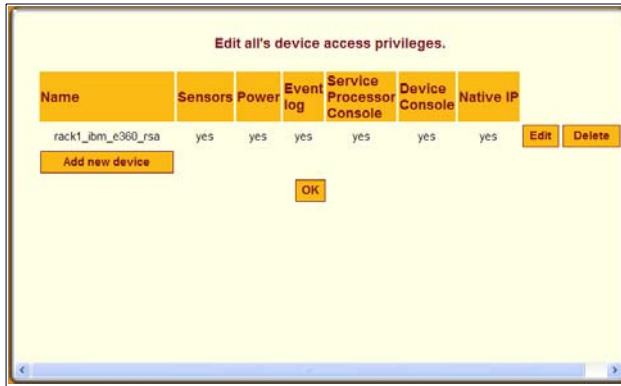 Edit all's device access privileges.
Name Sensors Power Event log Service Processor Console Device Console Native IP
rack1_ibm_e360_rsa yes yes yes yes yes yes Edit Delete
Add new device
OK